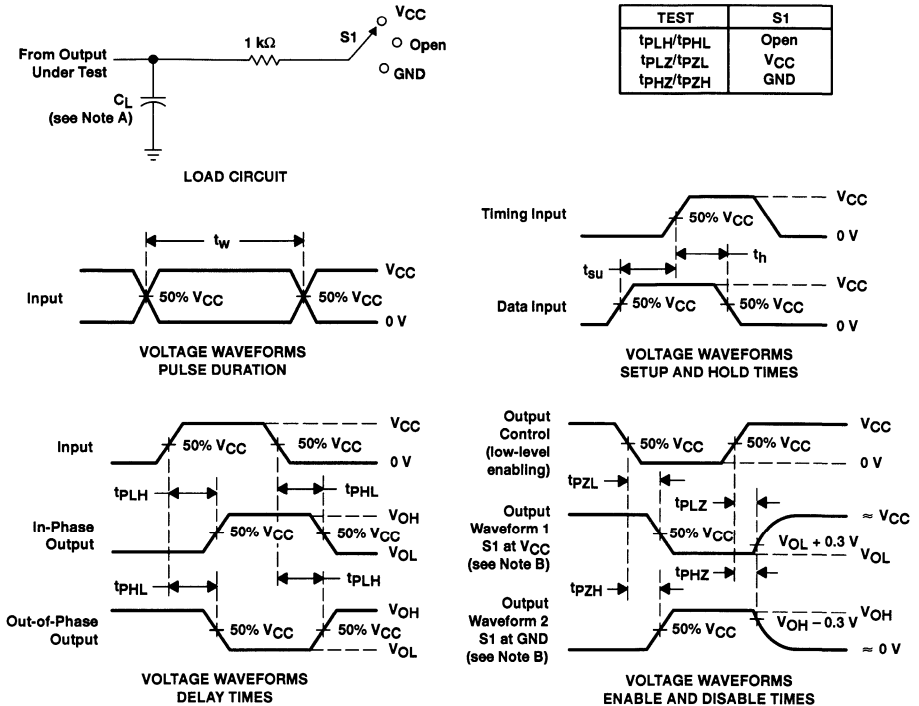 From Output
Under Test
1 kΩ
S1
VCC
Open
GND
CL
(see Note A)
LOAD CIRCUIT
TEST S1
tPLH/tPHL Open
tPLZ/tPZL VCC
tPHZ/tPZH GND
tw
Input
50% VCC
50% VCC
VCC
0 V
VOLTAGE WAVEFORMS
PULSE DURATION
Timing Input
50% VCC
VCC
0 V
tsu
th
Data Input
50% VCC
50% VCC
VCC
0 V
VOLTAGE WAVEFORMS
SETUP AND HOLD TIMES
Input
50% VCC
50% VCC
VCC
0 V
tPLH
tPHL
In-Phase
Output
50% VCC
50% VCC
VOH
VOL
tPHL
tPLH
Out-of-Phase
Output
50% VCC
50% VCC
VOH
VOL
VOLTAGE WAVEFORMS
DELAY TIMES
Output
Control
(low-level
enabling)
50% VCC
50% VCC
VCC
0 V
tPZL
tPLZ
Output
Waveform 1
S1 at VCC
(see Note B)
50% VCC
≈ VCC
VOL + 0.3 V
VOL
tPZH
tPHZ
Output
Waveform 2
S1 at GND
(see Note B)
50% VCC
VOH
VOH − 0.3 V
≈ 0 V
VOLTAGE WAVEFORMS
ENABLE AND DISABLE TIMES